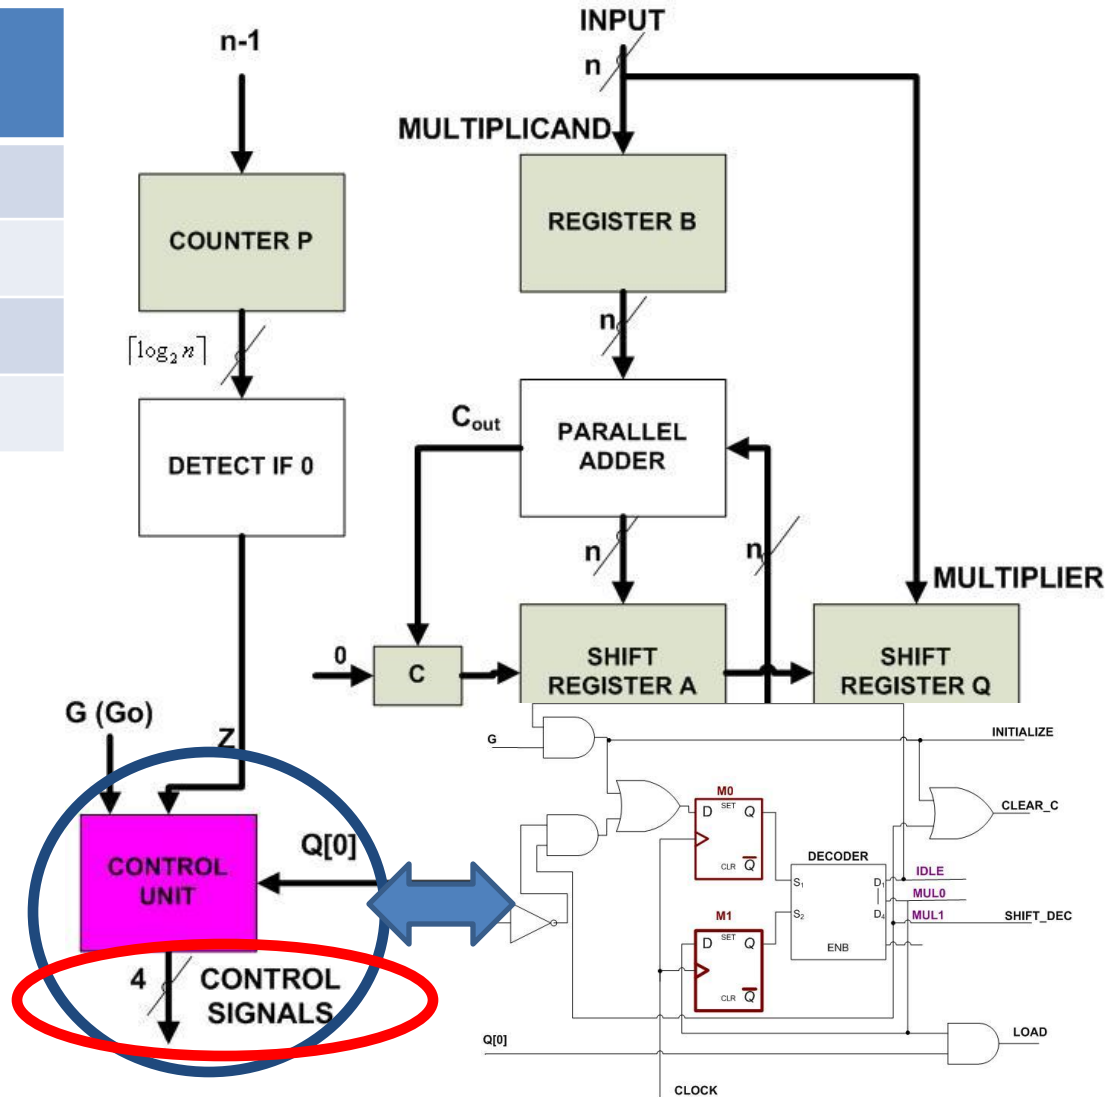 INPUT
n-1
n
MULTIPLICAND
COUNTER P
REGISTER B
⌈log₂ n⌉
n
C_out
PARALLEL
ADDER
DETECT IF 0
n
n
MULTIPLIER
0
C
SHIFT
REGISTER A
SHIFT
REGISTER Q
G (Go)
Z
G
INITIALIZE
M0
D SET Q
CLR Q̅
CLEAR_C
Q[0]
CONTROL
UNIT
DECODER
S₁
S₂
D₁
|
D₄
ENB
IDLE
MUL0
MUL1
SHIFT_DEC
M1
D SET Q
CLR Q̅
4
CONTROL
SIGNALS
Q[0]
LOAD
CLOCK